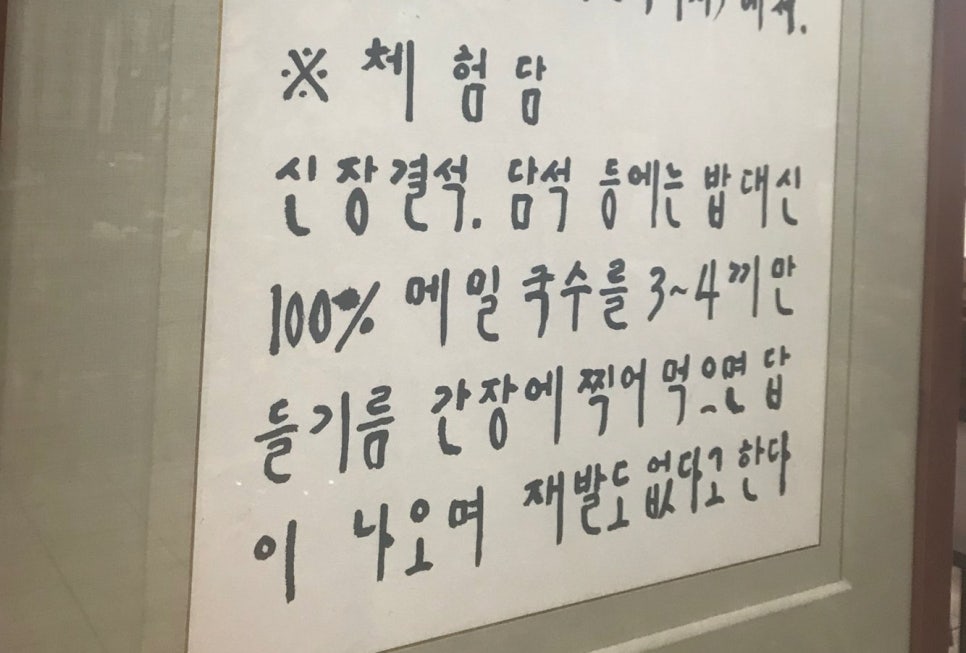 에서.
※ 체험담
신장결석. 담석 등에는 밥대신
100% 메밀 국수를 3~4끼만
들기름 간장에 찍어 먹으면 답
이 나오며 재발도 없다고 한다